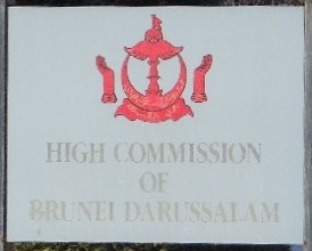 HIGH COMMISSION
OF
BRUNEI DARUSSALAM